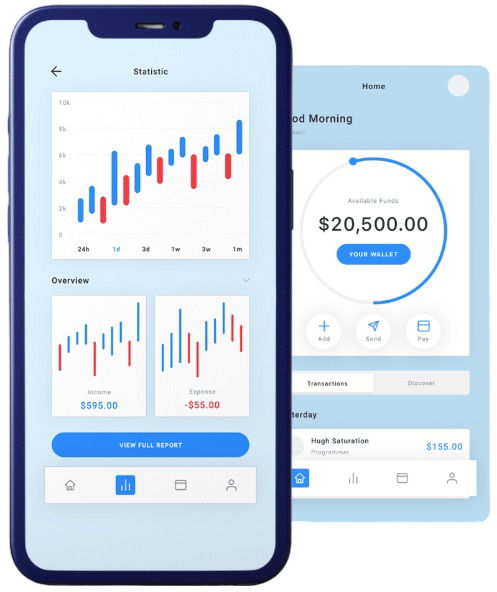 Statistic
10k
8k
6k
4k
2k
0
24h 1d 3d 1w 3w 1m
Overview
Income
$595.00
Expense
-$55.00
VIEW FULL REPORT
Home
Morning
Available Funds
$20,500.00
YOUR WALLET
Add Send Pay
Transactions Discover
Hugh Saturation
Programmer
$155.00